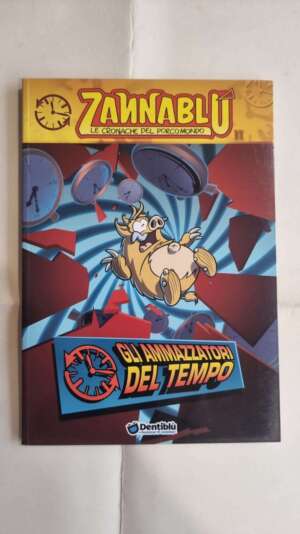 ZANNABLÙ
LE CRONACHE DEL PORCOMONDO
GLI AMMAZZATORI
DEL TEMPO
Dentiblù